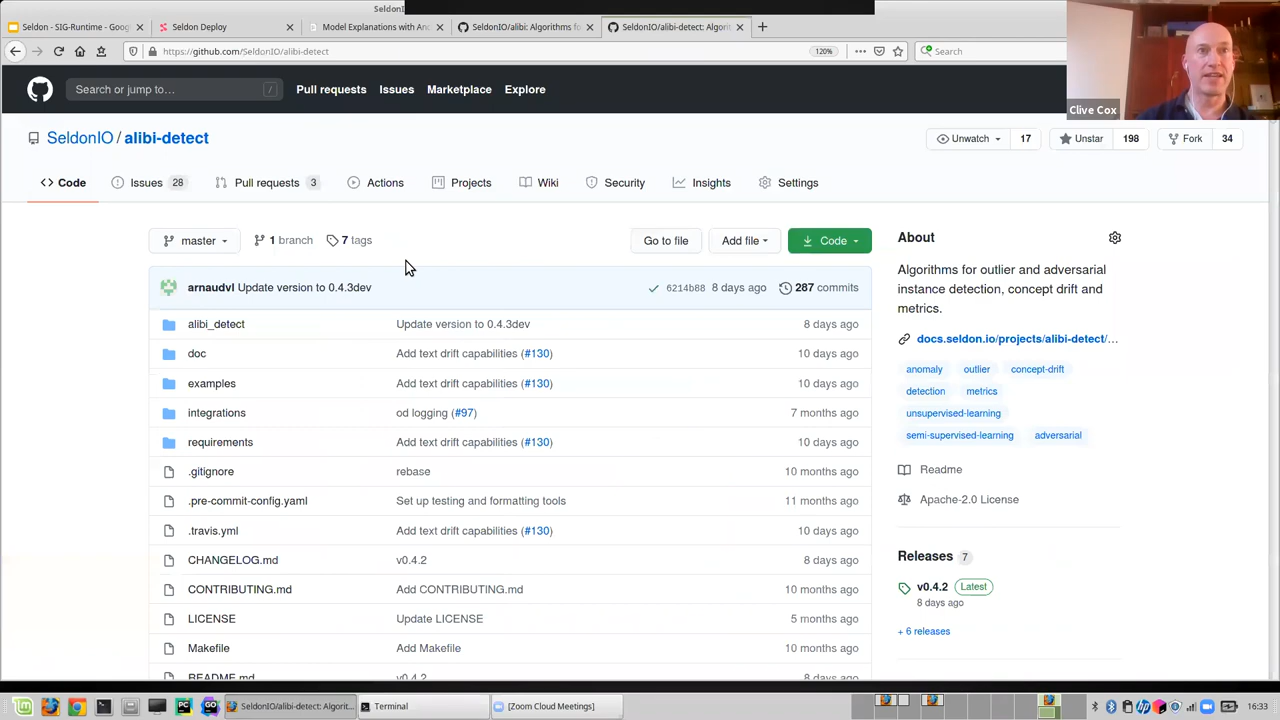 SeldonI
Seldon - SIG-Runtime - Goog
Seldon Deploy
Model Explanations with Anc
SeldonIO/alibi: Algorithms fo
SeldonIO/alibi-detect: Algorit
https://github.com/SeldonIO/alibi-detect
120%
Search
Search or jump to…
/
Pull requests
Issues
Marketplace
Explore
Clive Cox
SeldonIO / alibi-detect
Unwatch 17
Unstar 198
Fork 34
Code
Issues 28
Pull requests 3
Actions
Projects
Wiki
Security
Insights
Settings
master
1 branch
7 tags
Go to file
Add file
Code
arnaudvl Update version to 0.4.3dev
6214b88 8 days ago
287 commits
alibi_detect Update version to 0.4.3dev 8 days ago
doc Add text drift capabilities (#130) 10 days ago
examples Add text drift capabilities (#130) 10 days ago
integrations od logging (#97) 7 months ago
requirements Add text drift capabilities (#130) 10 days ago
.gitignore rebase 10 months ago
.pre-commit-config.yaml Set up testing and formatting tools 11 months ago
.travis.yml Add text drift capabilities (#130) 10 days ago
CHANGELOG.md v0.4.2 8 days ago
CONTRIBUTING.md Add CONTRIBUTING.md 10 months ago
LICENSE Update LICENSE 5 months ago
Makefile Add Makefile 10 months ago
README.md v0.4.2 8 days ago
About
Algorithms for outlier and adversarial
instance detection, concept drift and
metrics.
docs.seldon.io/projects/alibi-detect/…
anomaly outlier concept-drift
detection metrics
unsupervised-learning
semi-supervised-learning adversarial
Readme
Apache-2.0 License
Releases 7
v0.4.2 Latest
8 days ago
+ 6 releases
SeldonIO/alibi-detect: Algorit...
Terminal
[Zoom Cloud Meetings]
16:33